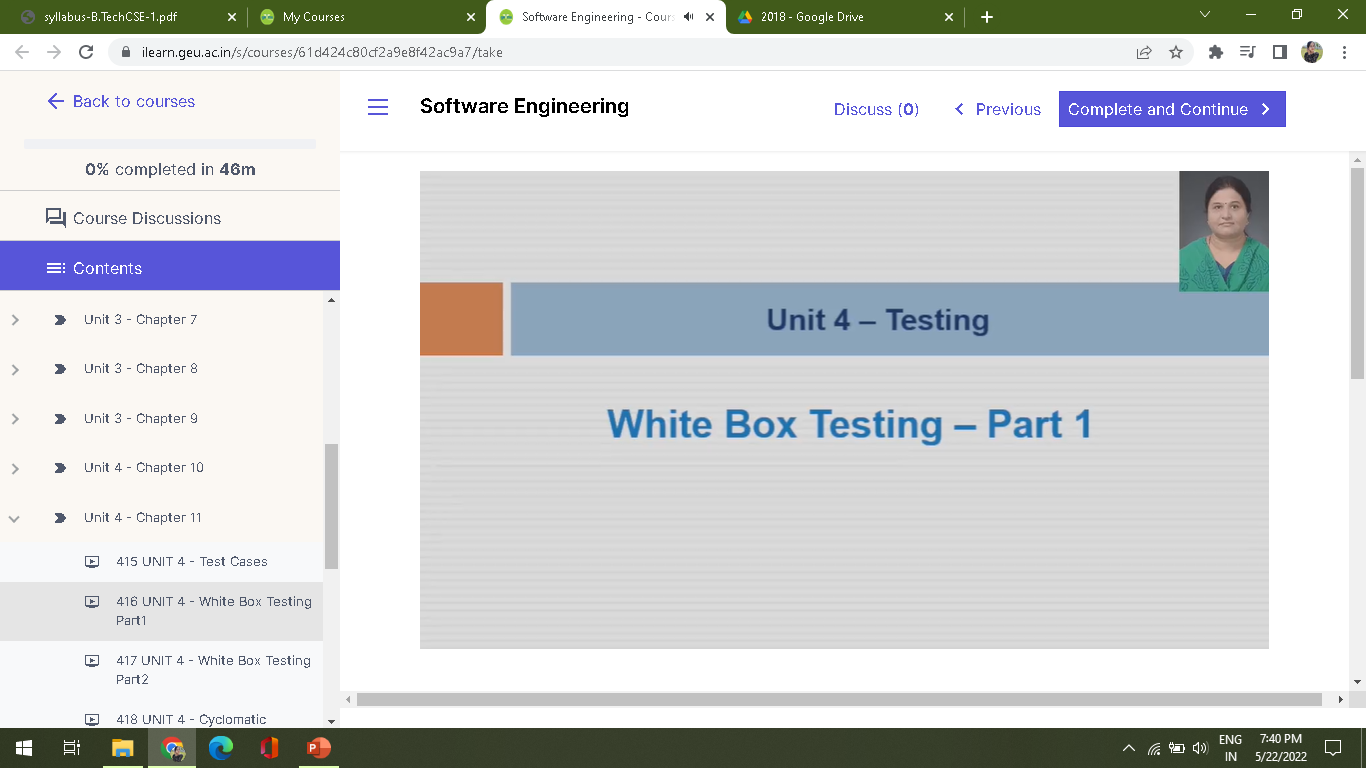 syllabus-B.TechCSE-1.pdf
My Courses
Software Engineering - Cours
2018 - Google Drive
ilearn.geu.ac.in/s/courses/61d424c80cf2a9e8f42ac9a7/take
Back to courses
0% completed in 46m
Course Discussions
Contents
Unit 3 - Chapter 7
Unit 3 - Chapter 8
Unit 3 - Chapter 9
Unit 4 - Chapter 10
Unit 4 - Chapter 11
415 UNIT 4 - Test Cases
416 UNIT 4 - White Box Testing
Part1
417 UNIT 4 - White Box Testing
Part2
418 UNIT 4 - Cyclomatic
Software Engineering
Discuss (0)
Previous
Complete and Continue
Unit 4 – Testing
White Box Testing – Part 1
ENG
IN
7:40 PM
5/22/2022